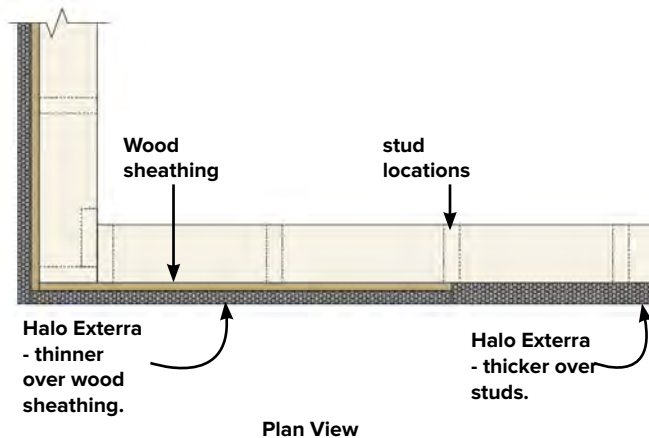 Wood
sheathing
stud
locations
Halo Exterra
- thinner
over wood
sheathing.
Halo Exterra
- thicker over
studs.
Plan View